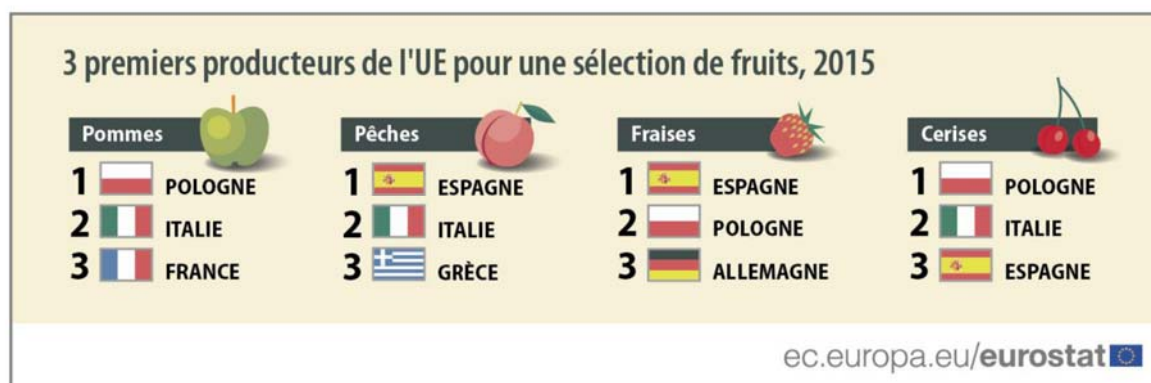 3 premiers producteurs de l'UE pour une sélection de fruits, 2015
Pommes
1 POLOGNE
2 ITALIE
3 FRANCE
Pêches
1 ESPAGNE
2 ITALIE
3 GRÈCE
Fraises
1 ESPAGNE
2 POLOGNE
3 ALLEMAGNE
Cerises
1 POLOGNE
2 ITALIE
3 ESPAGNE
ec.europa.eu/eurostat